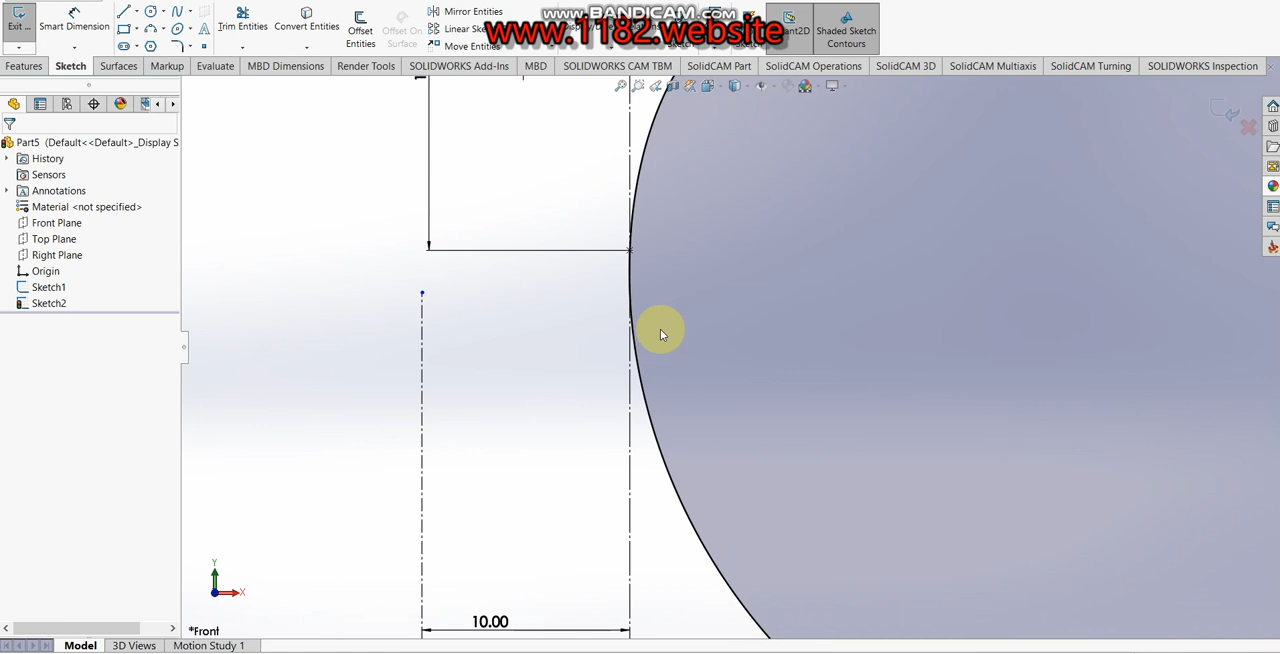 www.BANDICAM.com
www.1182.website
Exit ...
Smart Dimension
Trim Entities
Convert Entities
Offset Entities
Offset On Surface
Mirror Entities
Linear Sk
Move Entities
ant2D
Shaded Sketch Contours
Features
Sketch
Surfaces
Markup
Evaluate
MBD Dimensions
Render Tools
SOLIDWORKS Add-Ins
MBD
SOLIDWORKS CAM TBM
SolidCAM Part
SolidCAM Operations
SolidCAM 3D
SolidCAM Multiaxis
SolidCAM Turning
SOLIDWORKS Inspection
Part5 (Default<<Default>_Display S
History
Sensors
Annotations
Material <not specified>
Front Plane
Top Plane
Right Plane
Origin
Sketch1
Sketch2
10.00
Y
X
*Front
Model
3D Views
Motion Study 1